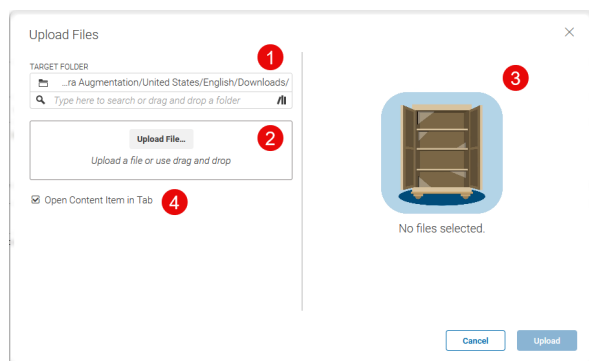 Upload Files
TARGET FOLDER
1
...ra Augmentation/United States/English/Downloads/
Type here to search or drag and drop a folder
2
Upload File...
Upload a file or use drag and drop
Open Content Item in Tab
4
3
No files selected.
Cancel
Upload